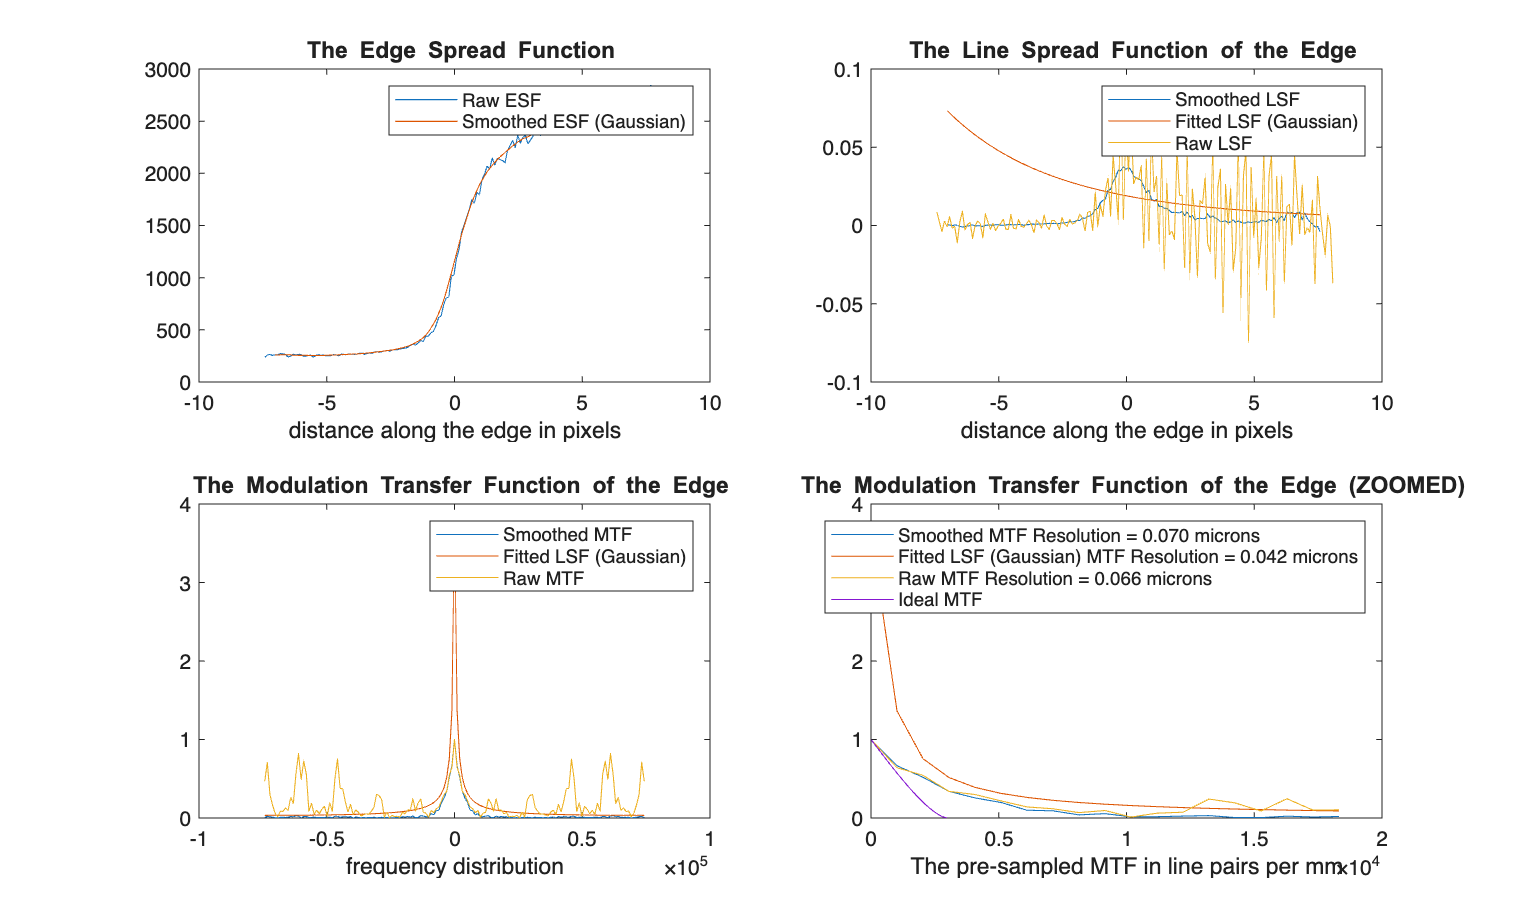 The Edge Spread Function
3000
2500
2000
1500
1000
500
0
-10
-5
0
5
10
distance along the edge in pixels
Raw ESF
Smoothed ESF (Gaussian)
The Line Spread Function of the Edge
0.1
0.05
0
-0.05
-0.1
-10
-5
0
5
10
distance along the edge in pixels
Smoothed LSF
Fitted LSF (Gaussian)
Raw LSF
The Modulation Transfer Function of the Edge
4
3
2
1
0
-1
-0.5
0
0.5
1
×10⁵
frequency distribution
Smoothed MTF
Fitted LSF (Gaussian)
Raw MTF
The Modulation Transfer Function of the Edge (ZOOMED)
4
2
1
0
0
0.5
1
1.5
2
The pre-sampled MTF in line pairs per mm
×10⁴
Smoothed MTF Resolution = 0.070 microns
Fitted LSF (Gaussian) MTF Resolution = 0.042 microns
Raw MTF Resolution = 0.066 microns
Ideal MTF